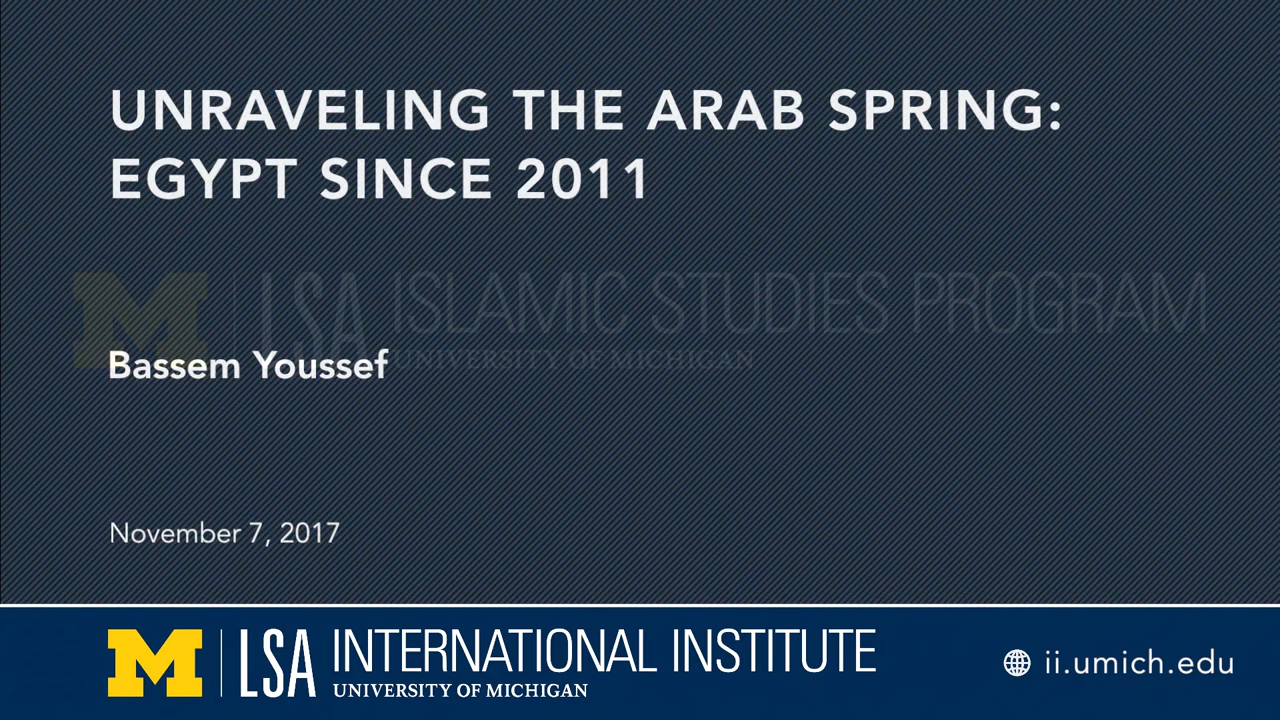 UNRAVELING THE ARAB SPRING:
EGYPT SINCE 2011
M LSA ISLAMIC STUDIES PROGRAM
UNIVERSITY OF MICHIGAN
Bassem Youssef
November 7, 2017
M LSA INTERNATIONAL INSTITUTE
UNIVERSITY OF MICHIGAN
ii.umich.edu